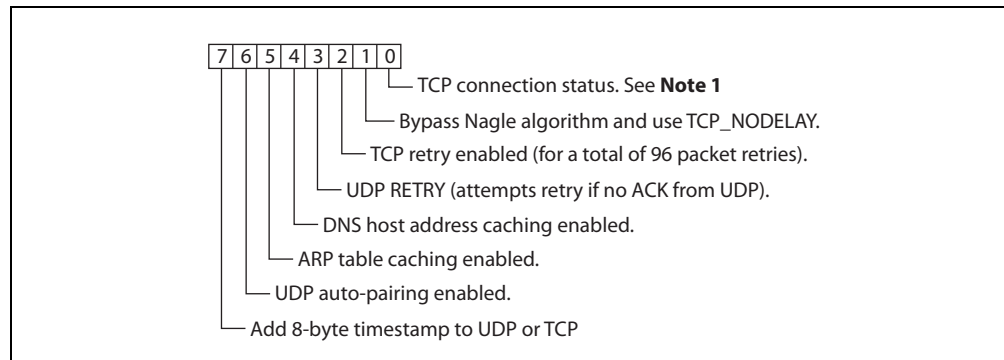 7 6 5 4 3 2 1 0
TCP connection status. See Note 1
Bypass Nagle algorithm and use TCP_NODELAY.
TCP retry enabled (for a total of 96 packet retries).
UDP RETRY (attempts retry if no ACK from UDP).
DNS host address caching enabled.
ARP table caching enabled.
UDP auto-pairing enabled.
Add 8-byte timestamp to UDP or TCP